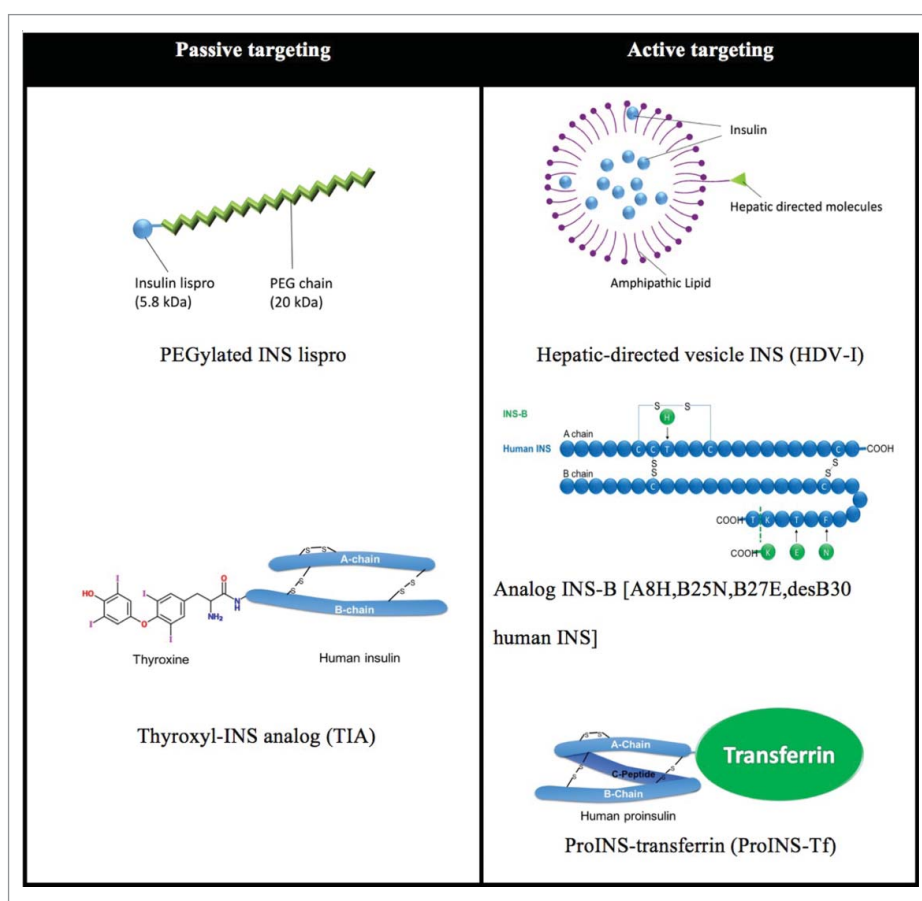 Passive targeting
Active targeting
Insulin lispro
(5.8 kDa)
PEG chain
(20 kDa)
PEGylated INS lispro
I
I
HO
I
O
I
O
NH₂
N
H
Thyroxine
S
S
A-chain
S
S
S
S
B-chain
Human insulin
Thyroxyl-INS analog (TIA)
Insulin
Hepatic directed molecules
Amphipathic Lipid
Hepatic-directed vesicle INS (HDV-I)
INS-B
S S
H
A chain
Human INS
C C T C C COOH
S
S
S
S
B chain
C C
COOH T K T F
COOH K E N
Analog INS-B [A8H,B25N,B27E,desB30
human INS]
S
S
A-Chain
S
S
C-Peptide
S
S
B-Chain
Human proinsulin
Transferrin
ProINS-transferrin (ProINS-Tf)